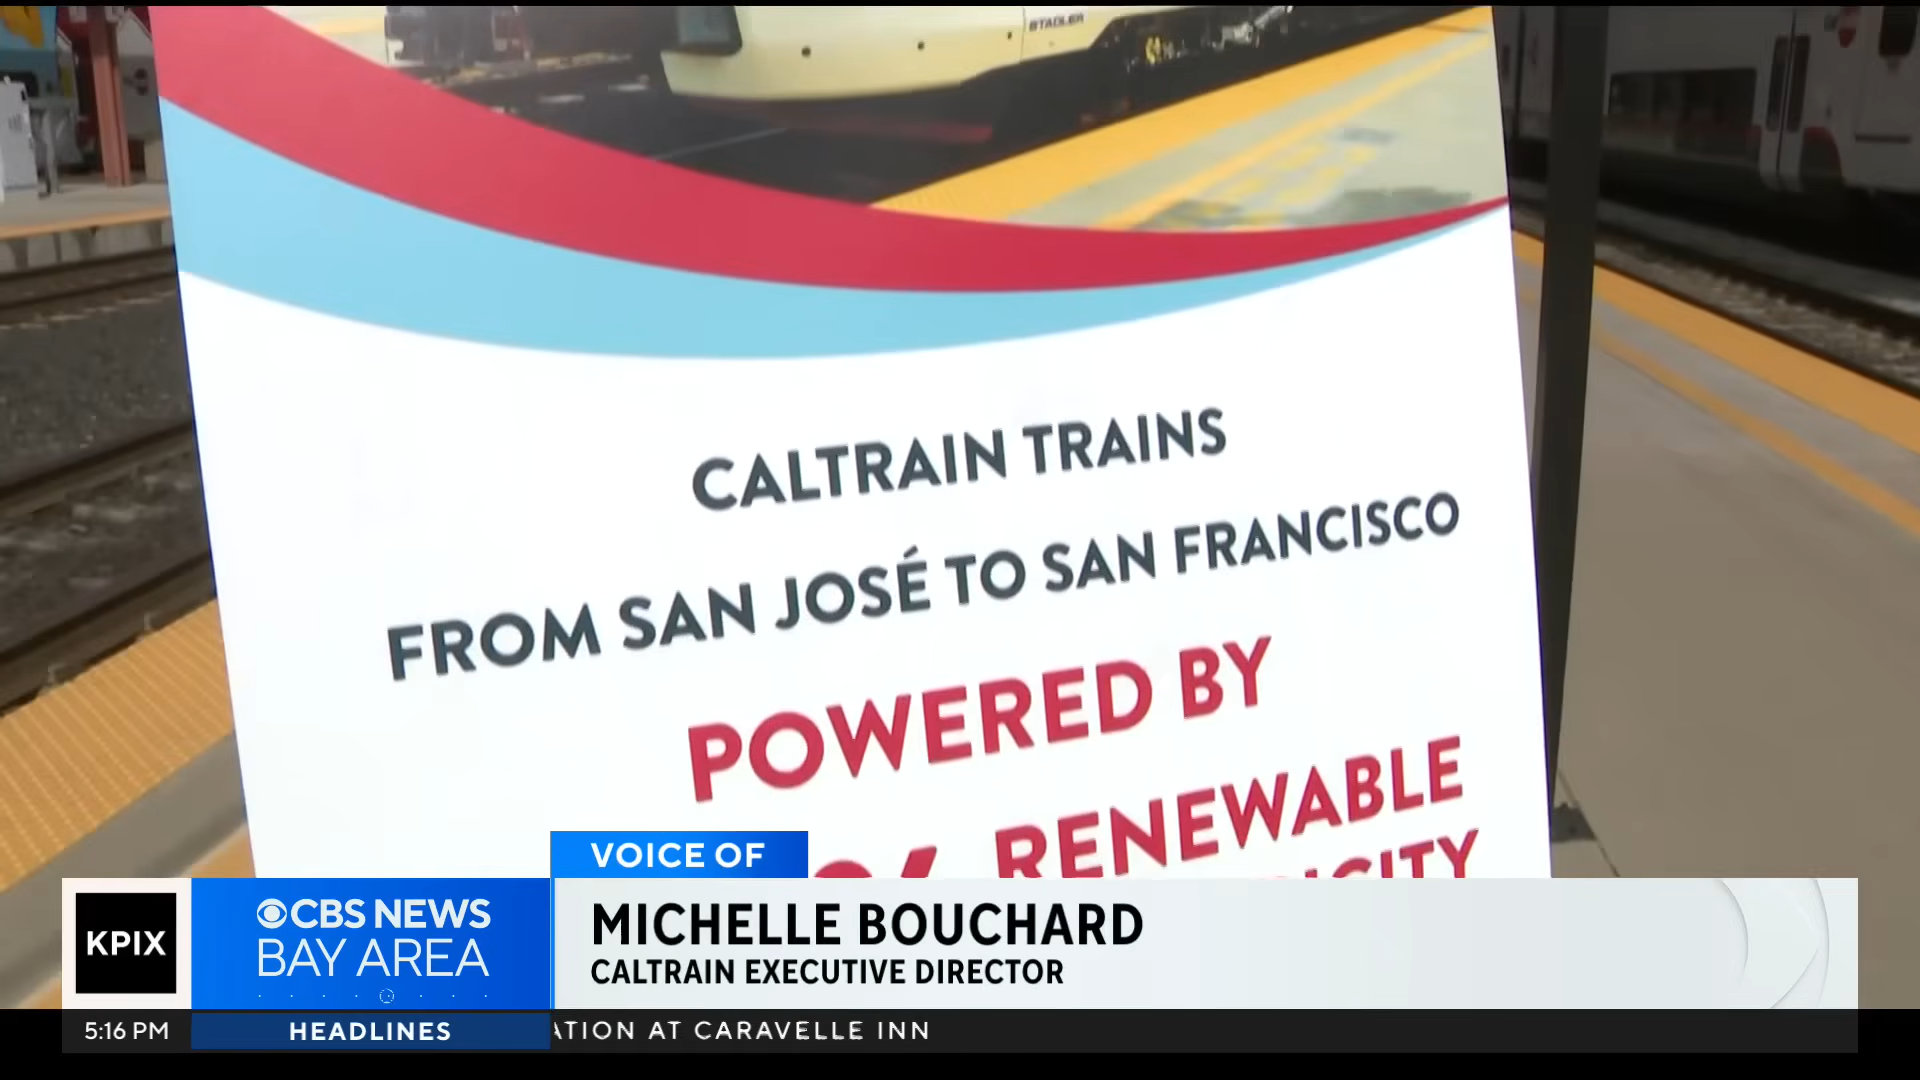 STADLER
CALTRAIN TRAINS
FROM SAN JOSÉ TO SAN FRANCISCO
POWERED BY
% RENEWABLE
VOICE OF
KPIX
CBS NEWS
BAY AREA
MICHELLE BOUCHARD
CALTRAIN EXECUTIVE DIRECTOR
5:16 PM
HEADLINES
ATION AT CARAVELLE INN